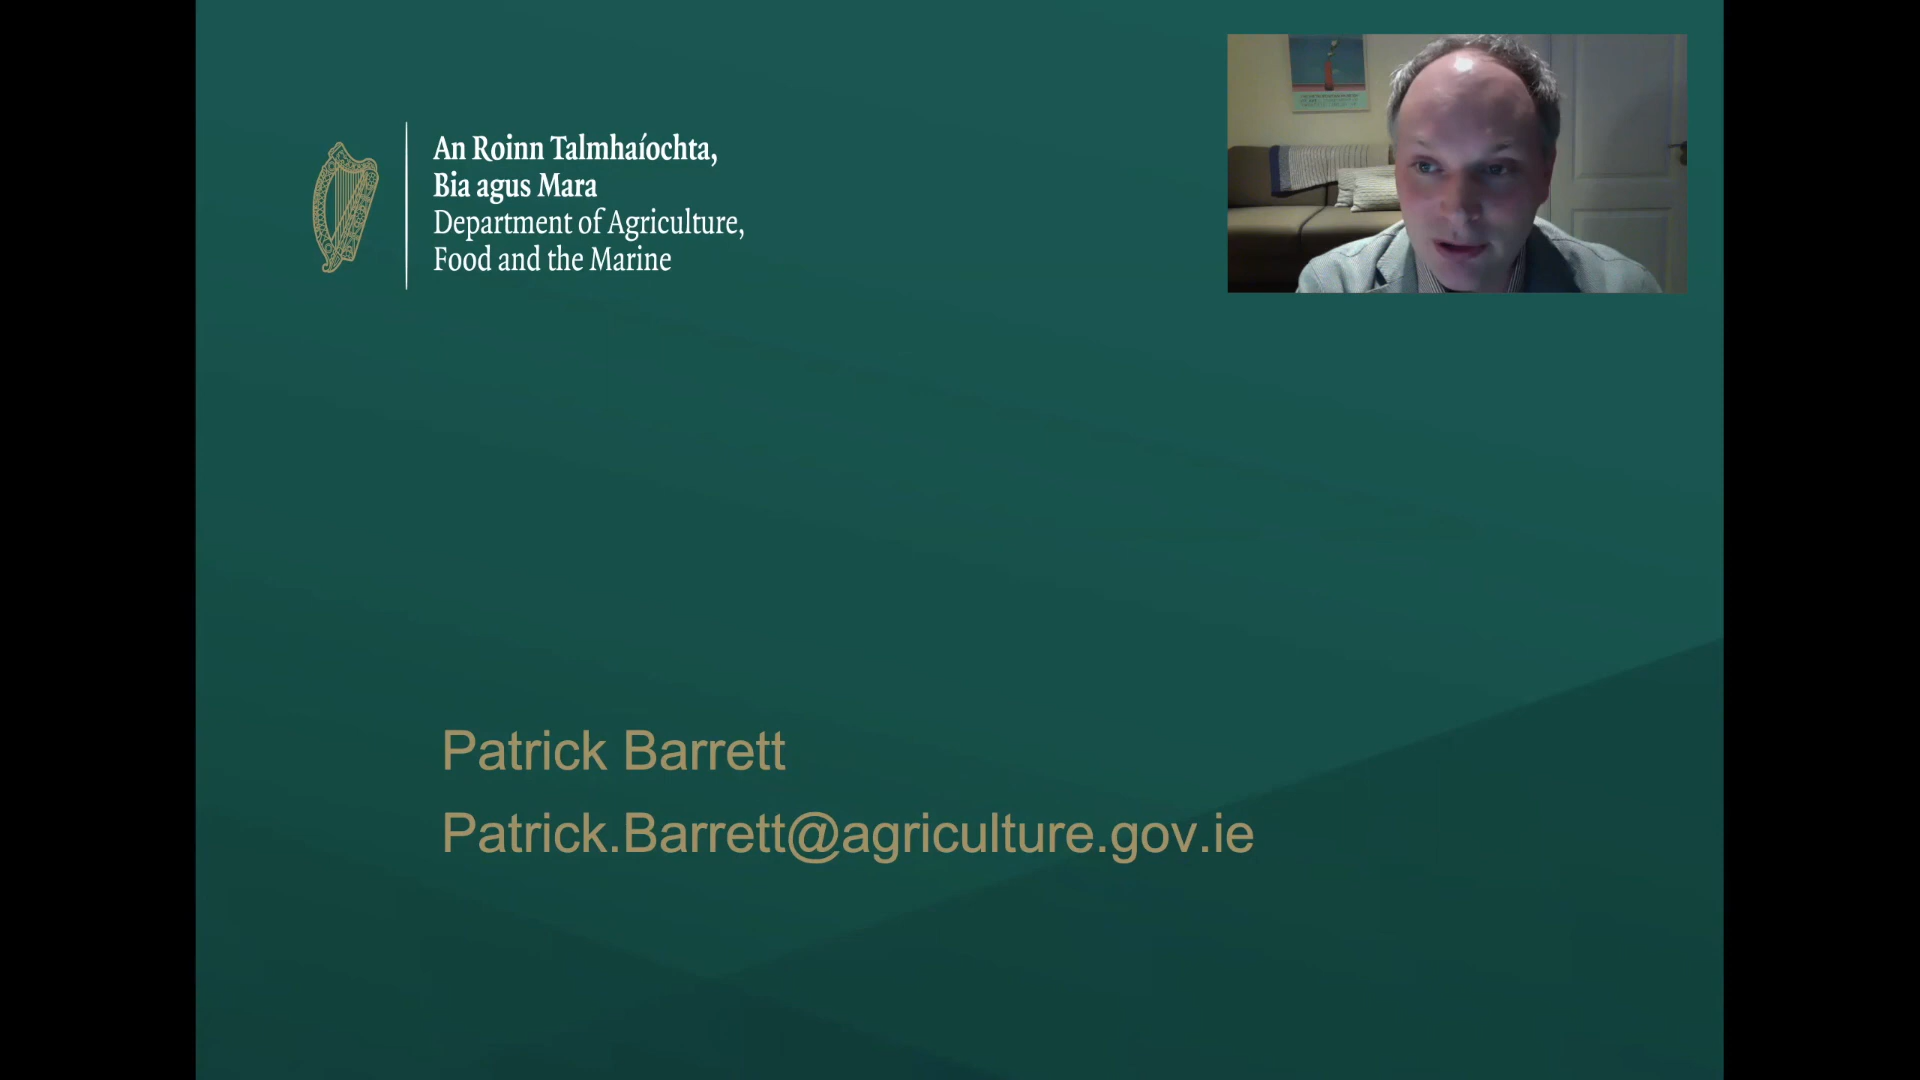 An Roinn Talmhaíochta,
Bia agus Mara
Department of Agriculture,
Food and the Marine
Patrick Barrett
Patrick.Barrett@agriculture.gov.ie